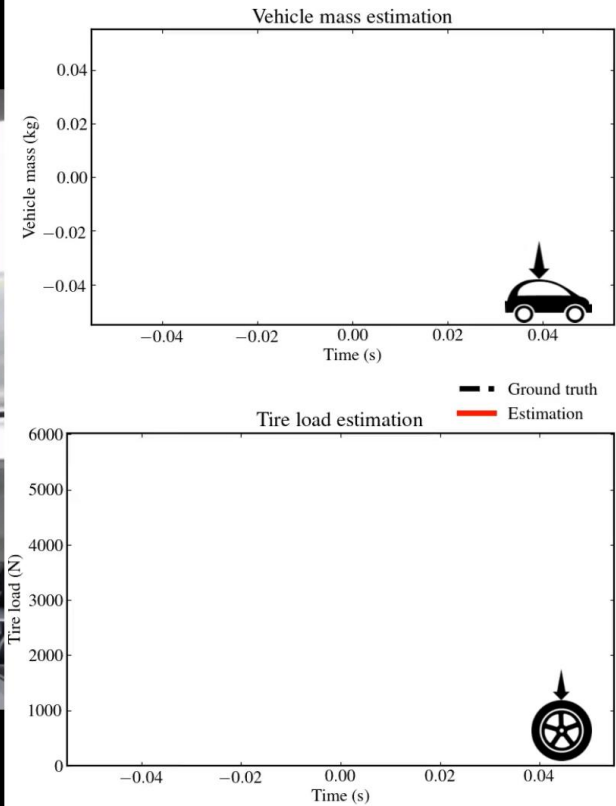 Vehicle mass estimation
0.04
0.02
0.00
−0.02
−0.04
Vehicle mass (kg)
−0.04 −0.02 0.00 0.02 0.04
Time (s)
Ground truth
Estimation
Tire load estimation
6000
5000
4000
3000
2000
1000
0
Tire load (N)
−0.04 −0.02 0.00 0.02 0.04
Time (s)